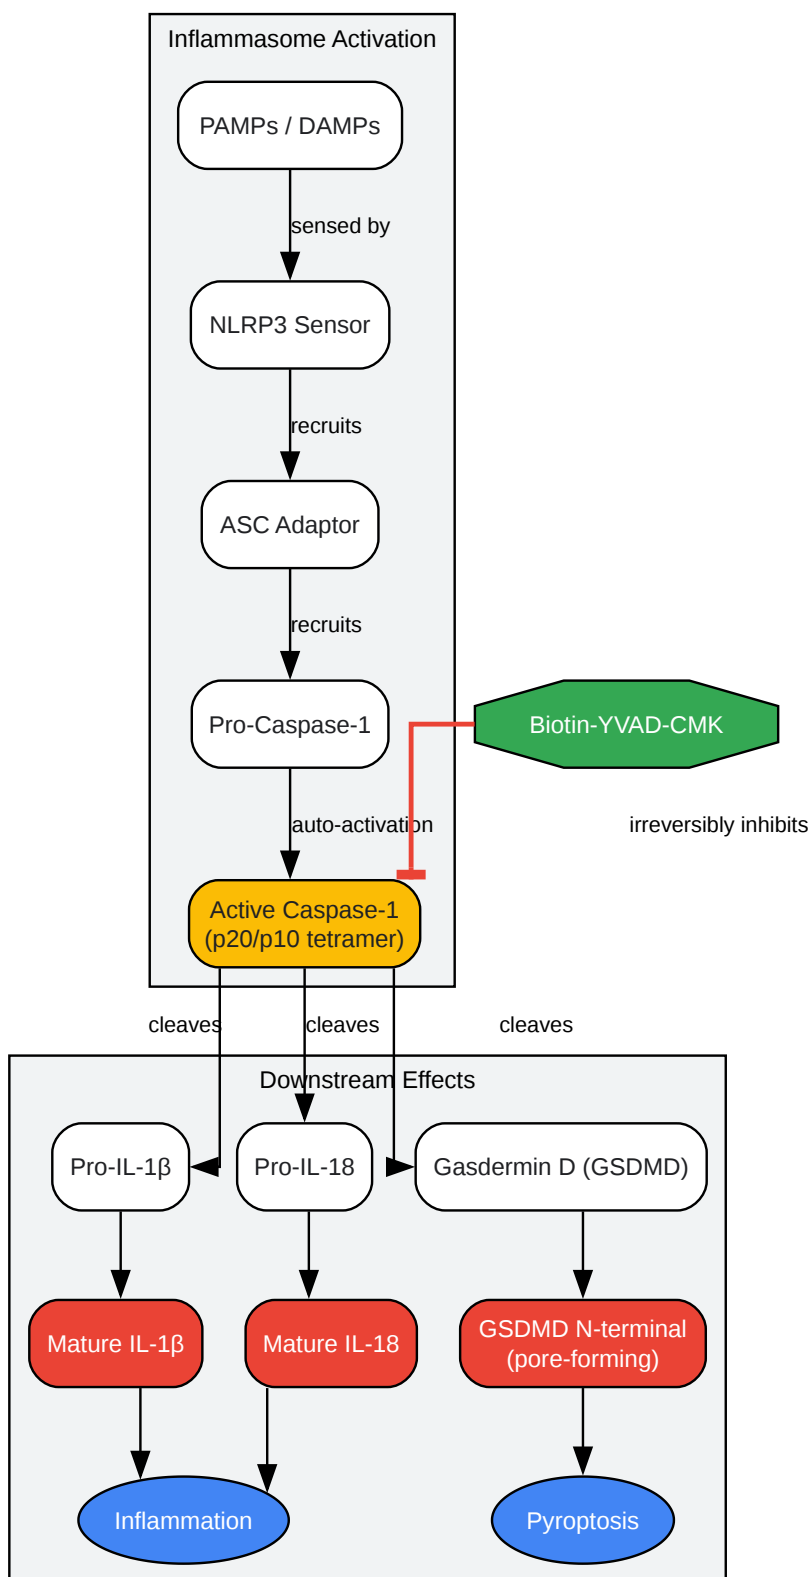 Inflammasome Activation
PAMPs / DAMPs
sensed by
NLRP3 Sensor
recruits
ASC Adaptor
recruits
Pro-Caspase-1
Biotin-YVAD-CMK
auto-activation
irreversibly inhibits
Active Caspase-1
(p20/p10 tetramer)
cleaves
cleaves
cleaves
Downstream Effects
Pro-IL-1β
Pro-IL-18
Gasdermin D (GSDMD)
Mature IL-1β
Mature IL-18
GSDMD N-terminal
(pore-forming)
Inflammation
Pyroptosis